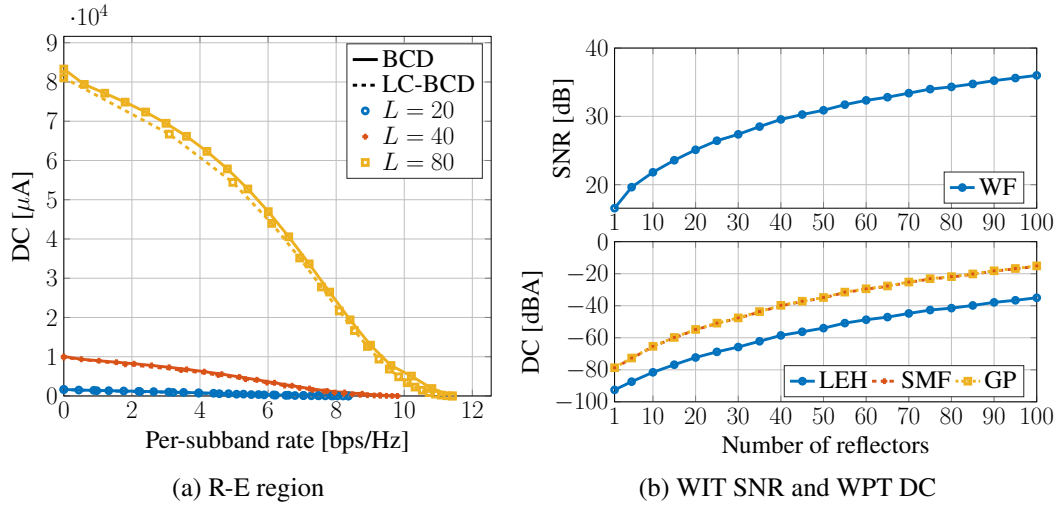 ·10⁴
9
8
7
6
5
4
3
2
1
0
DC [μA]
BCD
LC-BCD
L = 20
L = 40
L = 80
0 2 4 6 8 10 12
Per-subband rate [bps/Hz]
(a) R-E region
40
30
20
SNR [dB]
WF
1 10 20 30 40 50 60 70 80 90 100
0
−20
−40
−60
−80
−100
DC [dBA]
LEH SMF GP
1 10 20 30 40 50 60 70 80 90 100
Number of reflectors
(b) WIT SNR and WPT DC